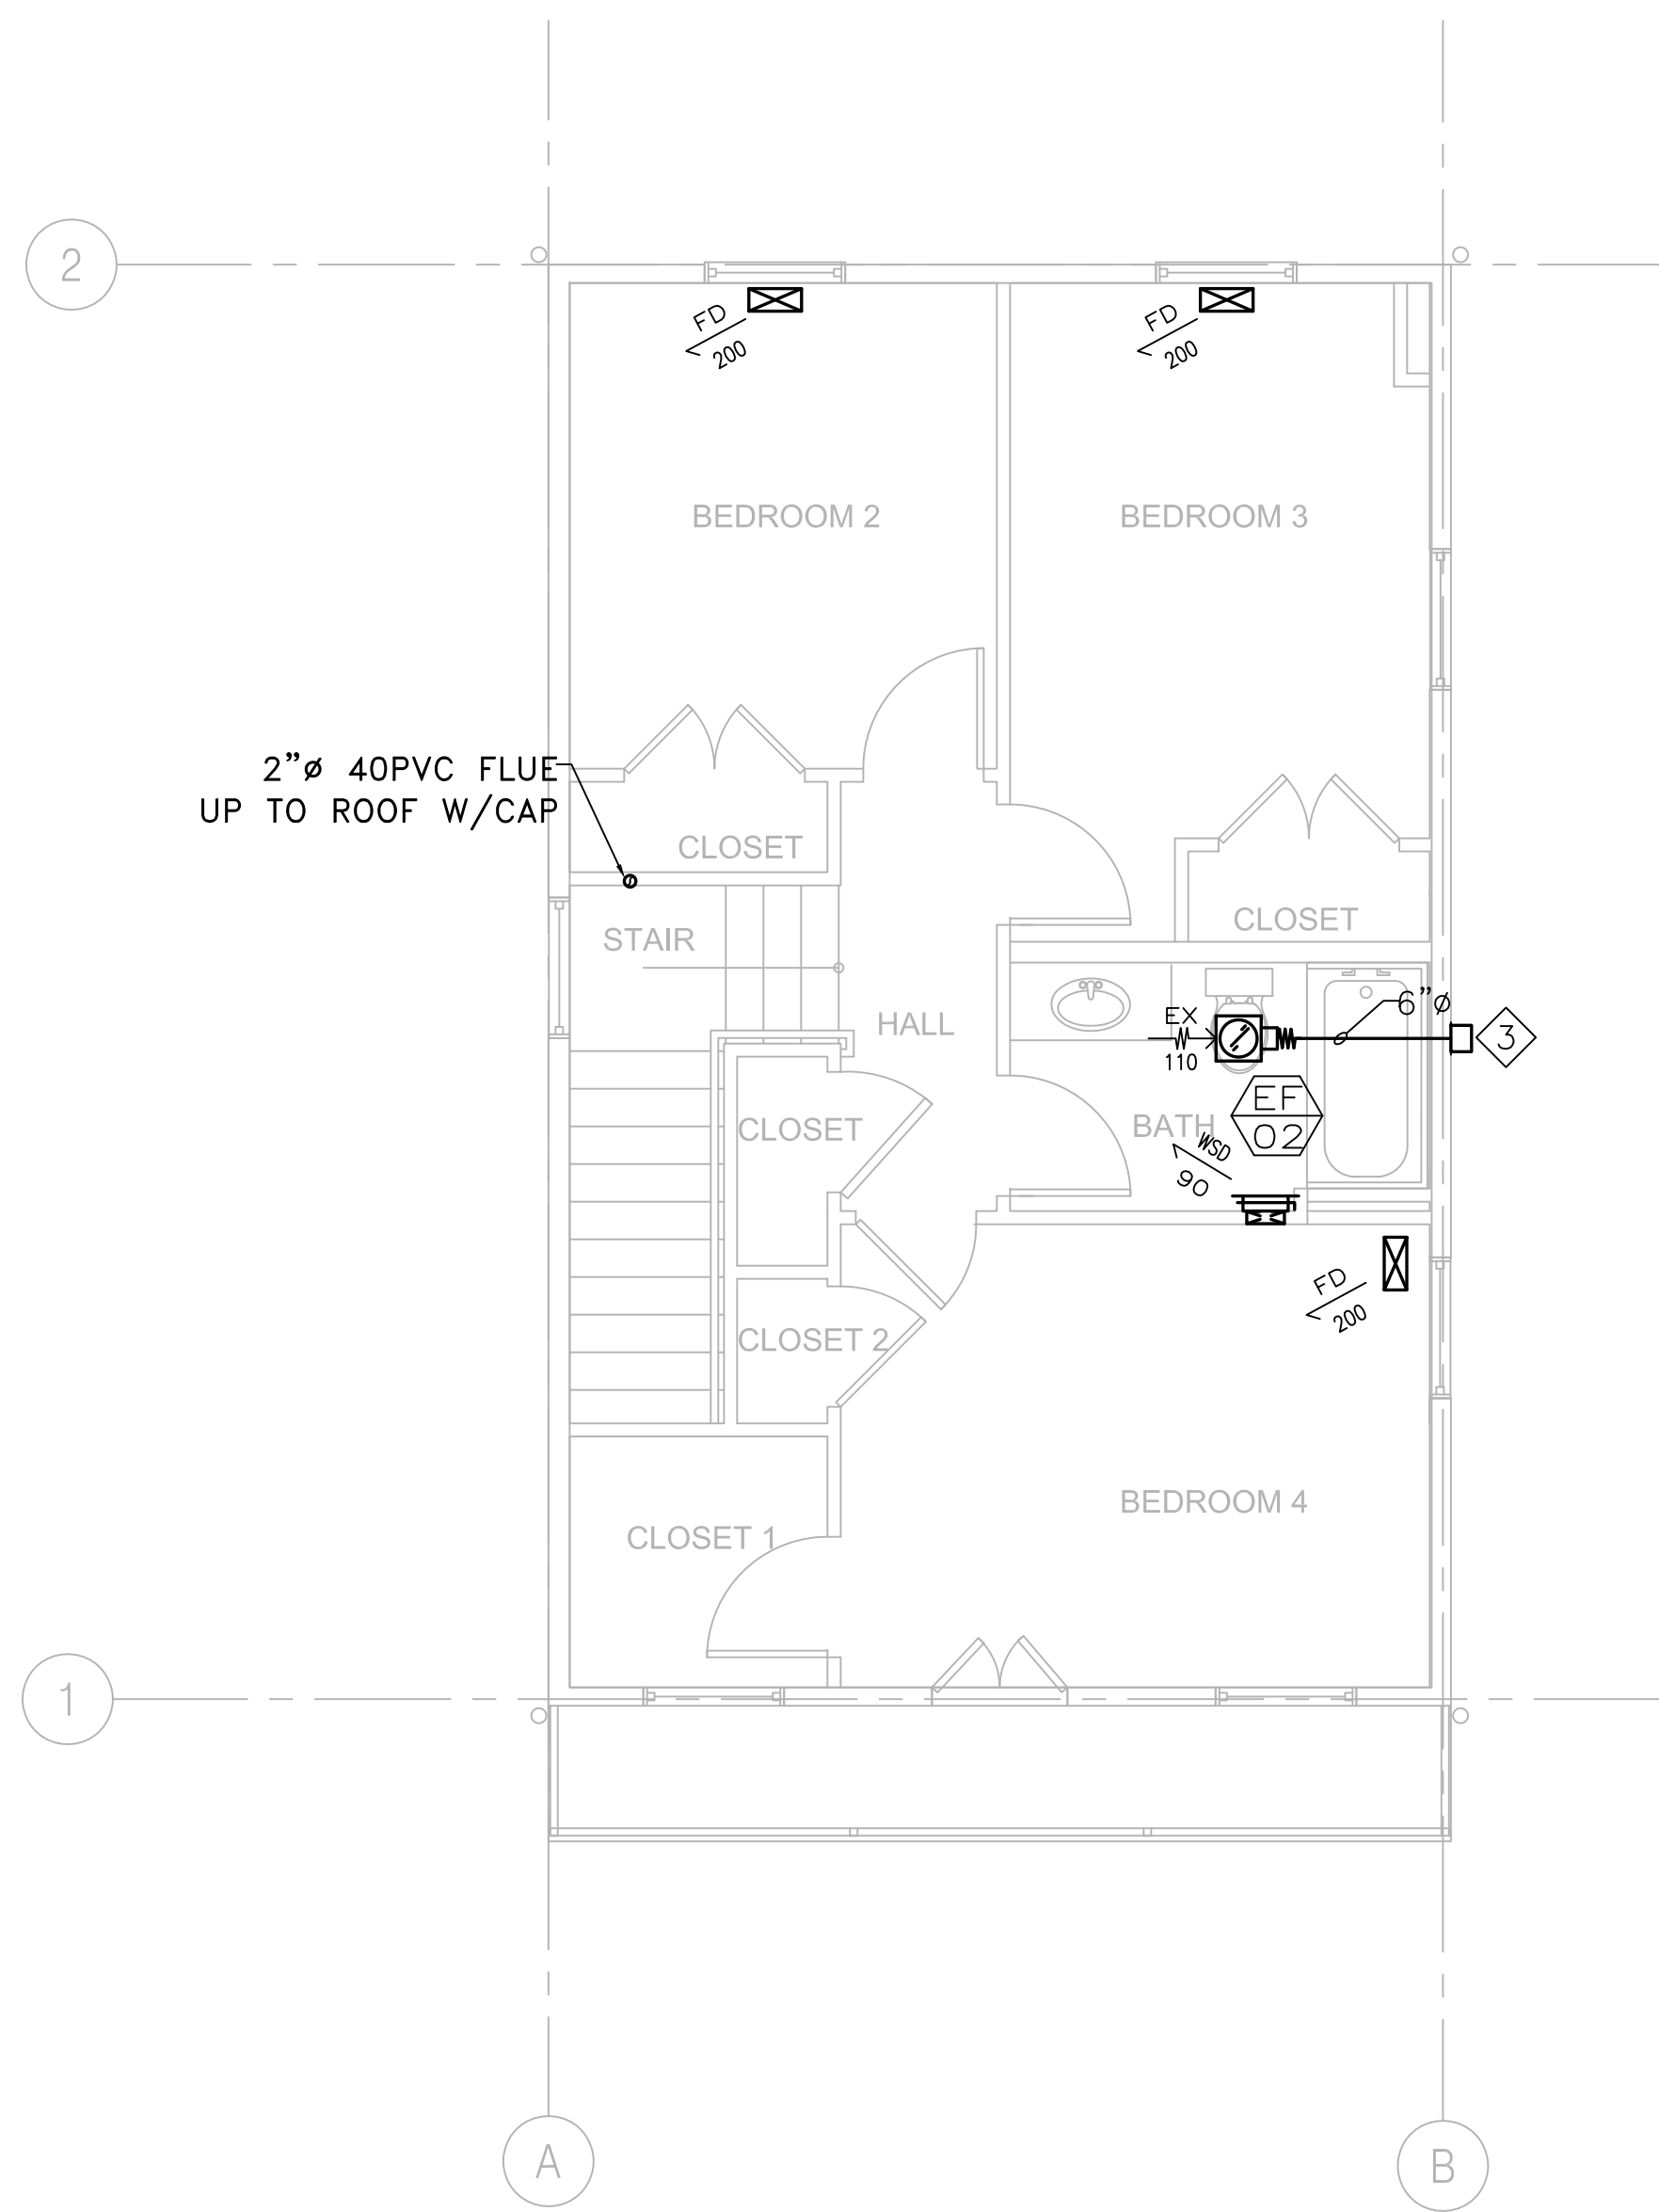 2
FD
200
FD
200
BEDROOM 2
BEDROOM 3
2”ø 40PVC FLUE
UP TO ROOF W/CAP
CLOSET
CLOSET
STAIR
HALL
EX
110
6”ø
3
CLOSET
BATH
EF
02
WSD
90
FD
200
CLOSET 2
BEDROOM 4
CLOSET 1
1
A
B